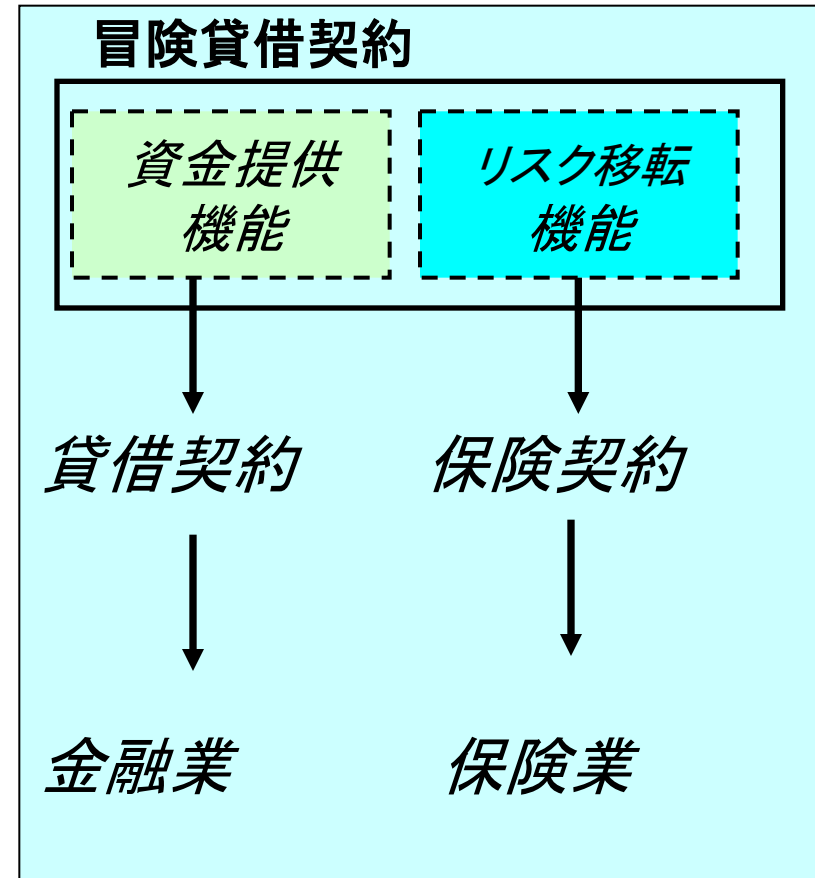 冒険貸借契約
資金提供
機能
リスク移転
機能
貸借契約
保険契約
金融業
保険業